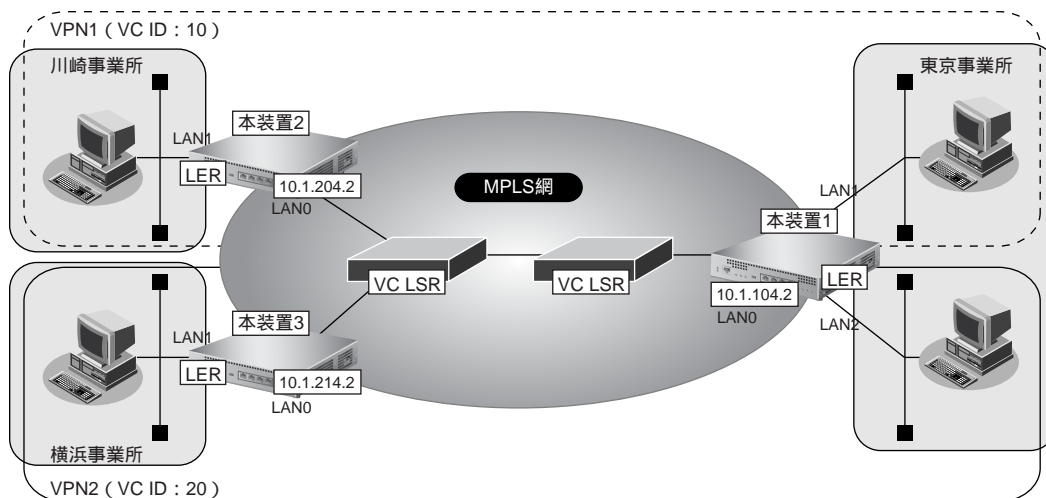 VPN1(VC ID:10)
川崎事業所
東京事業所
本装置2
LAN1
LER
10.1.204.2
LAN0
MPLS網
LAN1
本装置1
VC LSR
VC LSR
LER
10.1.104.2
LAN0
LAN2
本装置3
LAN1
LER
10.1.214.2
LAN0
横浜事業所
VPN2(VC ID:20)